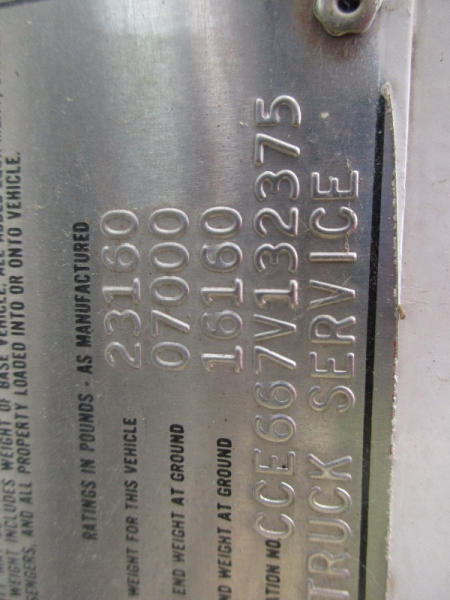 WEIGHT INCLUDES WEIGHT OF BASE VEHICLE, ALL ADDED
SENGERS, AND ALL PROPERTY LOADED INTO OR ONTO VEHICLE.
RATINGS IN POUNDS - AS MANUFACTURED
WEIGHT FOR THIS VEHICLE 23160
END WEIGHT AT GROUND 07000
END WEIGHT AT GROUND 16160
ATION NO. CCE667V132375
TRUCK SERVICE